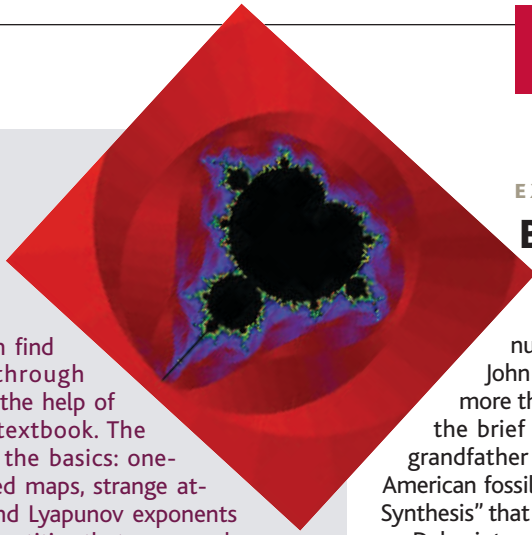 n find
through
the help of
textbook. The
the basics: one-
ed maps, strange at-
nd Lyapunov exponents
E
nu
John
more th
the brief
grandfather
American fossil
Synthesis" that